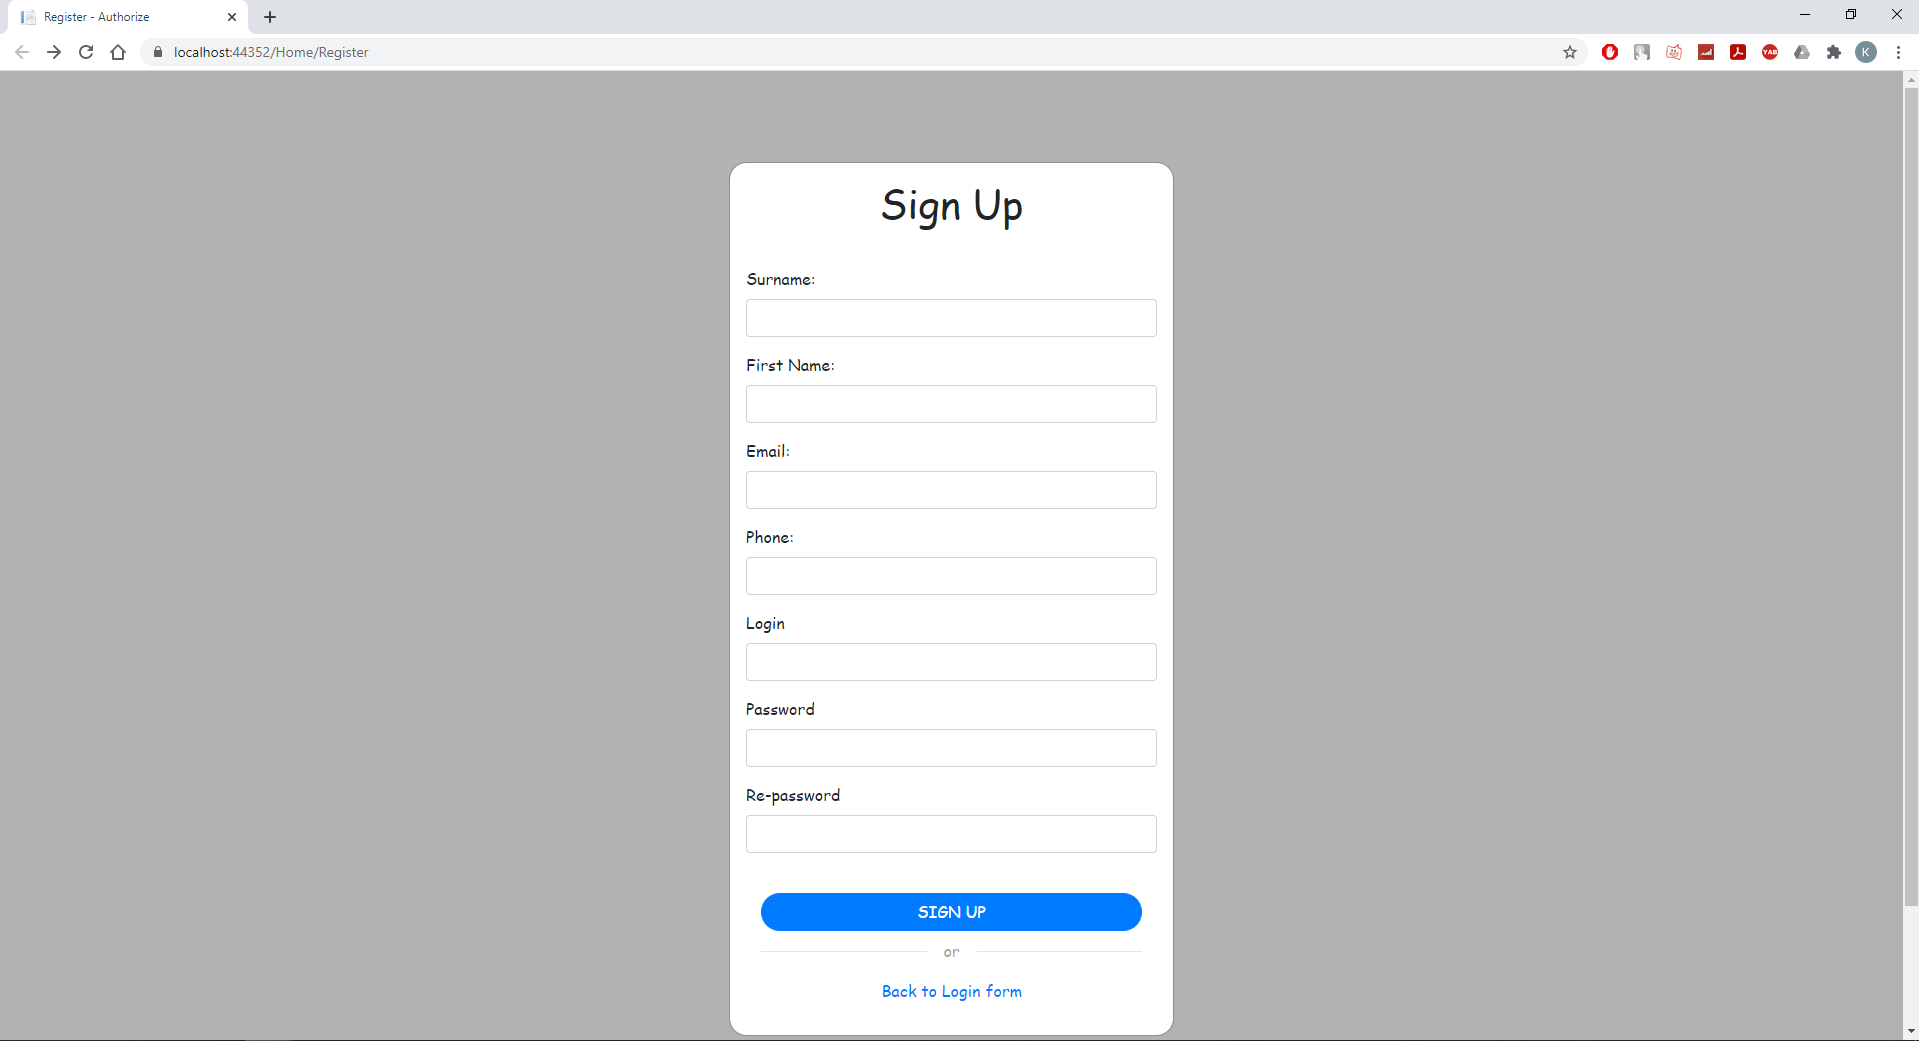 Register - Authorize
localhost:44352/Home/Register
YAB
K
Sign Up
Surname:
First Name:
Email:
Phone:
Login
Password
Re-password
SIGN UP
or
Back to Login form